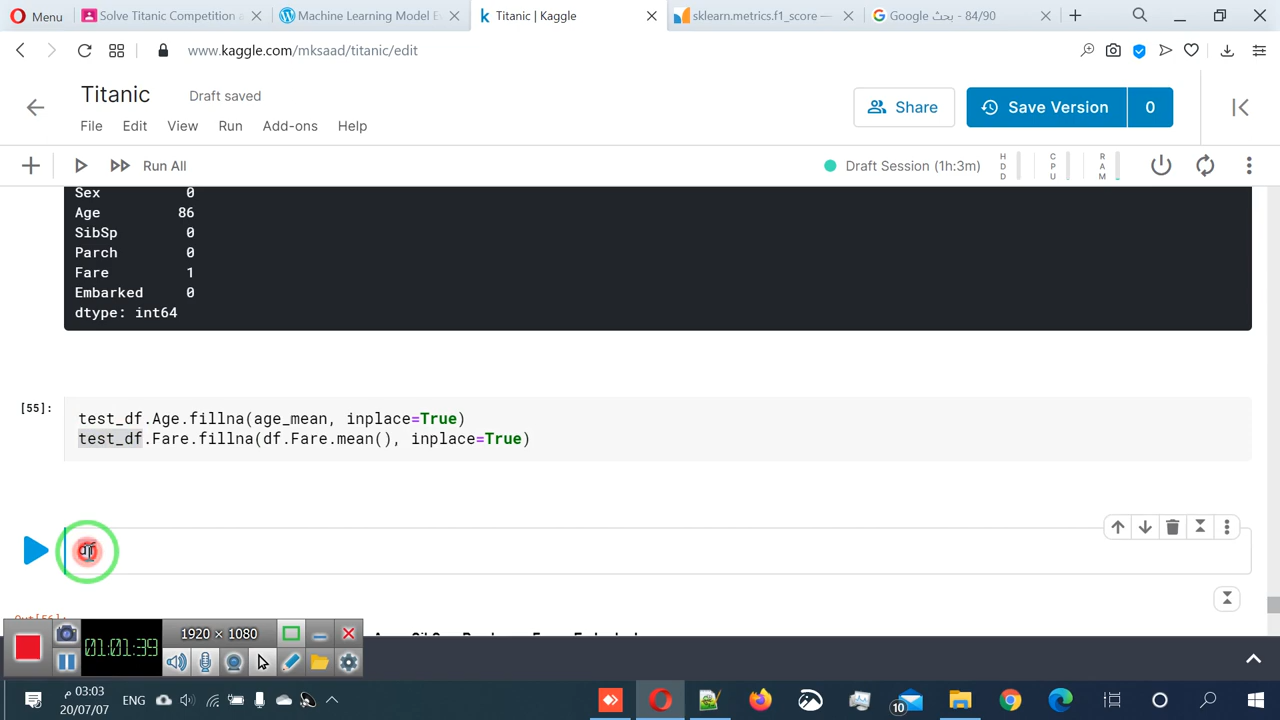 Menu
Solve Titanic Competition a
Machine Learning Model E
Titanic | Kaggle
sklearn.metrics.f1_score —
84/90 - بحث Google
www.kaggle.com/mksaad/titanic/edit
Titanic
Draft saved
Share
Save Version
0
File
Edit
View
Run
Add-ons
Help
Run All
Draft Session (1h:3m)
HDD
CPU
RAM
Sex 0
Age 86
SibSp 0
Parch 0
Fare 1
Embarked 0
dtype: int64
[55]:
test_df.Age.fillna(age_mean, inplace=True)
test_df.Fare.fillna(df.Fare.mean(), inplace=True)
01:01:39
1920 × 1080
ENG
03:03 م
20/07/07
10